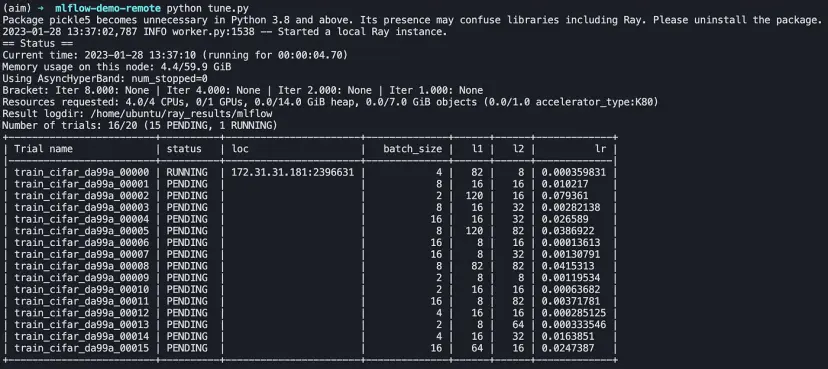 (aim) → mlflow-demo-remote python tune.py
Package pickle5 becomes unnecessary in Python 3.8 and above. Its presence may confuse libraries including Ray. Please uninstall the package.
2023-01-28 13:37:02,787 INFO worker.py:1538 -- Started a local Ray instance.
== Status ==
Current time: 2023-01-28 13:37:10 (running for 00:00:04.70)
Memory usage on this node: 4.4/59.9 GiB
Using AsyncHyperBand: num_stopped=0
Bracket: Iter 8.000: None | Iter 4.000: None | Iter 2.000: None | Iter 1.000: None
Resources requested: 4.0/4 CPUs, 0/1 GPUs, 0.0/14.0 GiB heap, 0.0/7.0 GiB objects (0.0/1.0 accelerator_type:K80)
Result logdir: /home/ubuntu/ray_results/mlflow
Number of trials: 16/20 (15 PENDING, 1 RUNNING)
| Trial name | status | loc | batch_size | l1 | l2 | lr |
| train_cifar_da99a_00000 | RUNNING | 172.31.31.181:2396631 | 4 | 82 | 8 | 0.000359831 |
| train_cifar_da99a_00001 | PENDING | | 8 | 16 | 16 | 0.010217 |
| train_cifar_da99a_00002 | PENDING | | 2 | 120 | 16 | 0.079361 |
| train_cifar_da99a_00003 | PENDING | | 8 | 16 | 32 | 0.00282138 |
| train_cifar_da99a_00004 | PENDING | | 16 | 16 | 32 | 0.026589 |
| train_cifar_da99a_00005 | PENDING | | 8 | 120 | 82 | 0.0386922 |
| train_cifar_da99a_00006 | PENDING | | 16 | 8 | 16 | 0.00013613 |
| train_cifar_da99a_00007 | PENDING | | 16 | 8 | 32 | 0.00130791 |
| train_cifar_da99a_00008 | PENDING | | 8 | 82 | 82 | 0.0415313 |
| train_cifar_da99a_00009 | PENDING | | 2 | 8 | 8 | 0.00119534 |
| train_cifar_da99a_00010 | PENDING | | 2 | 16 | 16 | 0.00063682 |
| train_cifar_da99a_00011 | PENDING | | 16 | 8 | 82 | 0.00371781 |
| train_cifar_da99a_00012 | PENDING | | 4 | 16 | 16 | 0.000285125 |
| train_cifar_da99a_00013 | PENDING | | 2 | 8 | 64 | 0.000333546 |
| train_cifar_da99a_00014 | PENDING | | 4 | 16 | 32 | 0.0163851 |
| train_cifar_da99a_00015 | PENDING | | 16 | 64 | 16 | 0.0247387 |